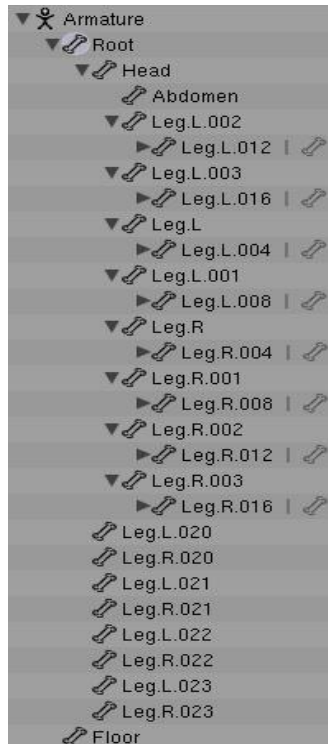 Armature
Root
Head
Abdomen
Leg.L.002
Leg.L.012
Leg.L.003
Leg.L.016
Leg.L
Leg.L.004
Leg.L.001
Leg.L.008
Leg.R
Leg.R.004
Leg.R.001
Leg.R.008
Leg.R.002
Leg.R.012
Leg.R.003
Leg.R.016
Leg.L.020
Leg.R.020
Leg.L.021
Leg.R.021
Leg.L.022
Leg.R.022
Leg.L.023
Leg.R.023
Floor